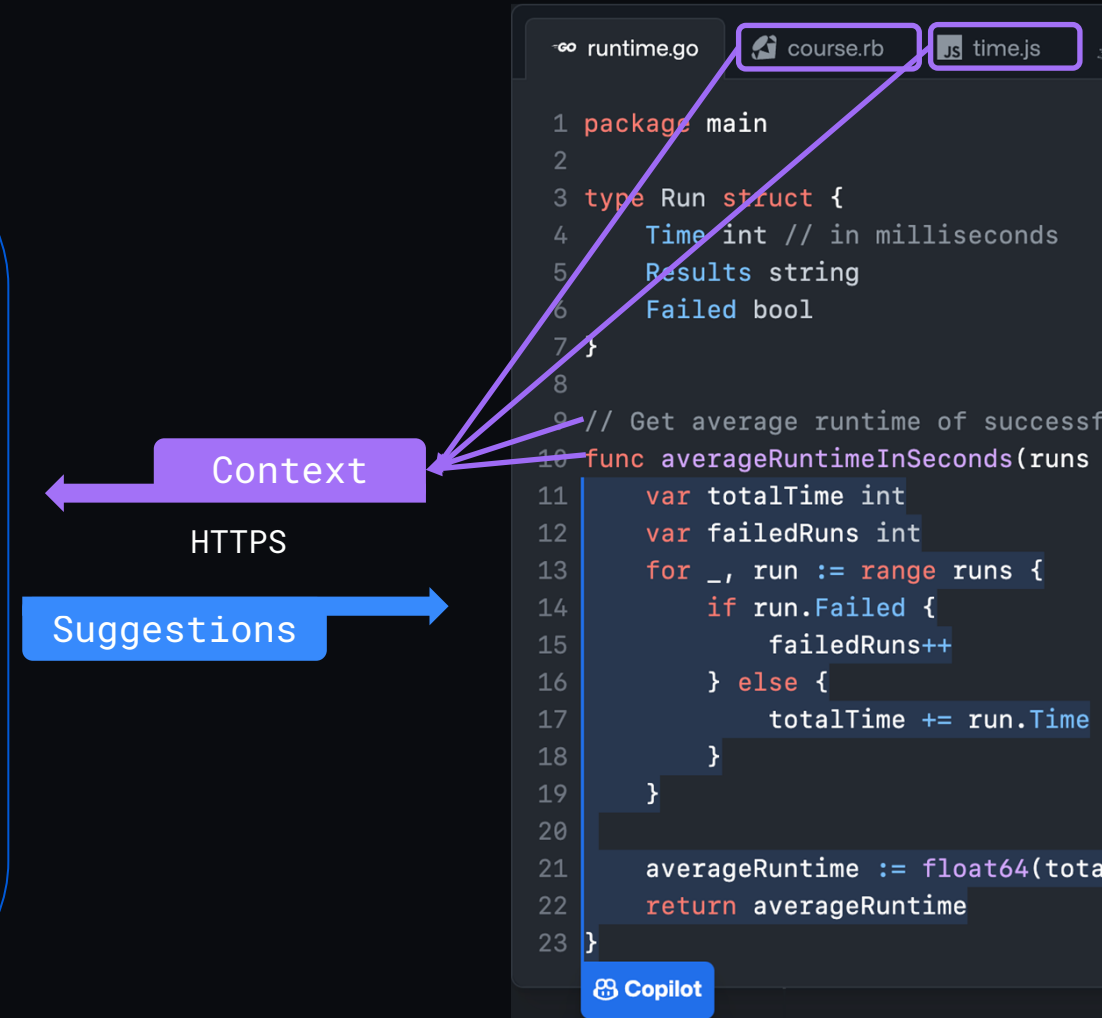 GO runtime.go course.rb JS time.js
1 package main
2
3 type Run struct {
4 Time int // in milliseconds
5 Results string
6 Failed bool
7 }
8
9 // Get average runtime of successf
10 func averageRuntimeInSeconds(runs
11 var totalTime int
12 var failedRuns int
13 for _, run := range runs {
14 if run.Failed {
15 failedRuns++
16 } else {
17 totalTime += run.Time
18 }
19 }
20
21 averageRuntime := float64(tota
22 return averageRuntime
23 }
Copilot
Context
HTTPS
Suggestions